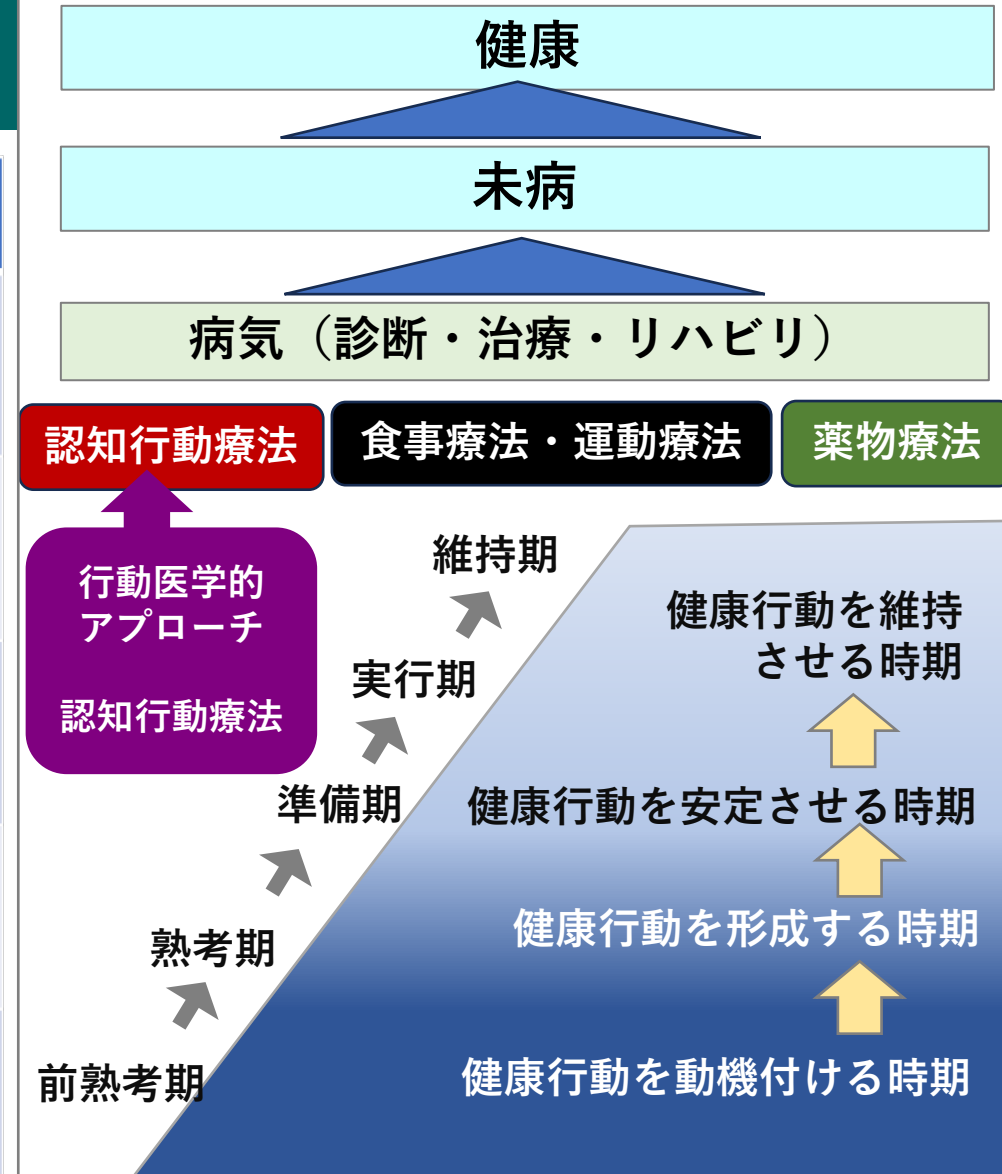 健康
未病
病気（診断・治療・リハビリ）
認知行動療法
食事療法・運動療法
薬物療法
行動医学的
アプローチ
認知行動療法
維持期
実行期
準備期
熟考期
前熟考期
健康行動を維持
させる時期
健康行動を安定させる時期
健康行動を形成する時期
健康行動を動機付ける時期